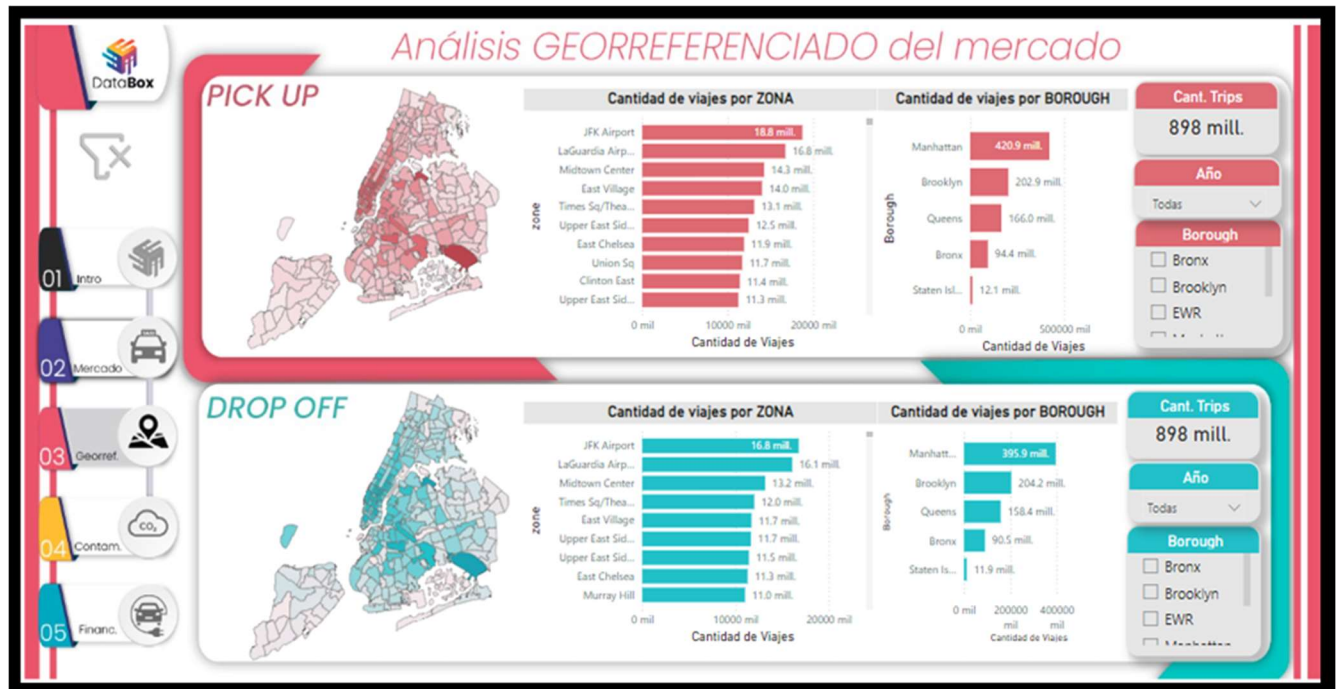 Análisis GEORREFERENCIADO del mercado
DataBox
01 Intro
02 Mercado
03 Georref.
04 Contam.
CO₂
05 Financ.
PICK UP
Cantidad de viajes por ZONA
zone
JFK Airport 18.8 mill.
LaGuardia Airp... 16.8 mill.
Midtown Center 14.3 mill.
East Village 14.0 mill.
Times Sq/Thea... 13.1 mill.
Upper East Sid... 12.5 mill.
East Chelsea 11.9 mill.
Union Sq 11.7 mill.
Clinton East 11.4 mill.
Upper East Sid... 11.3 mill.
0 mil 10000 mil 20000 mil
Cantidad de Viajes
Cantidad de viajes por BOROUGH
Borough
Manhattan 420.9 mill.
Brooklyn 202.9 mill.
Queens 166.0 mill.
Bronx 94.4 mill.
Staten Isl... 12.1 mill.
0 mil 500000 mil
Cantidad de Viajes
Cant. Trips
898 mill.
Año
Todas
Borough
Bronx
Brooklyn
EWR
DROP OFF
Cantidad de viajes por ZONA
zone
JFK Airport 16.8 mill.
LaGuardia Airp... 16.1 mill.
Midtown Center 13.2 mill.
Times Sq/Thea... 12.0 mill.
East Village 11.7 mill.
Upper East Sid... 11.7 mill.
Upper East Sid... 11.5 mill.
East Chelsea 11.3 mill.
Murray Hill 11.0 mill.
0 mil 10000 mil 20000 mil
Cantidad de Viajes
Cantidad de viajes por BOROUGH
Borough
Manhatt... 395.9 mill.
Brooklyn 204.2 mill.
Queens 158.4 mill.
Bronx 90.5 mill.
Staten Is... 11.9 mill.
0 mil 200000 mil 400000 mil
Cantidad de Viajes
Cant. Trips
898 mill.
Año
Todas
Borough
Bronx
Brooklyn
EWR